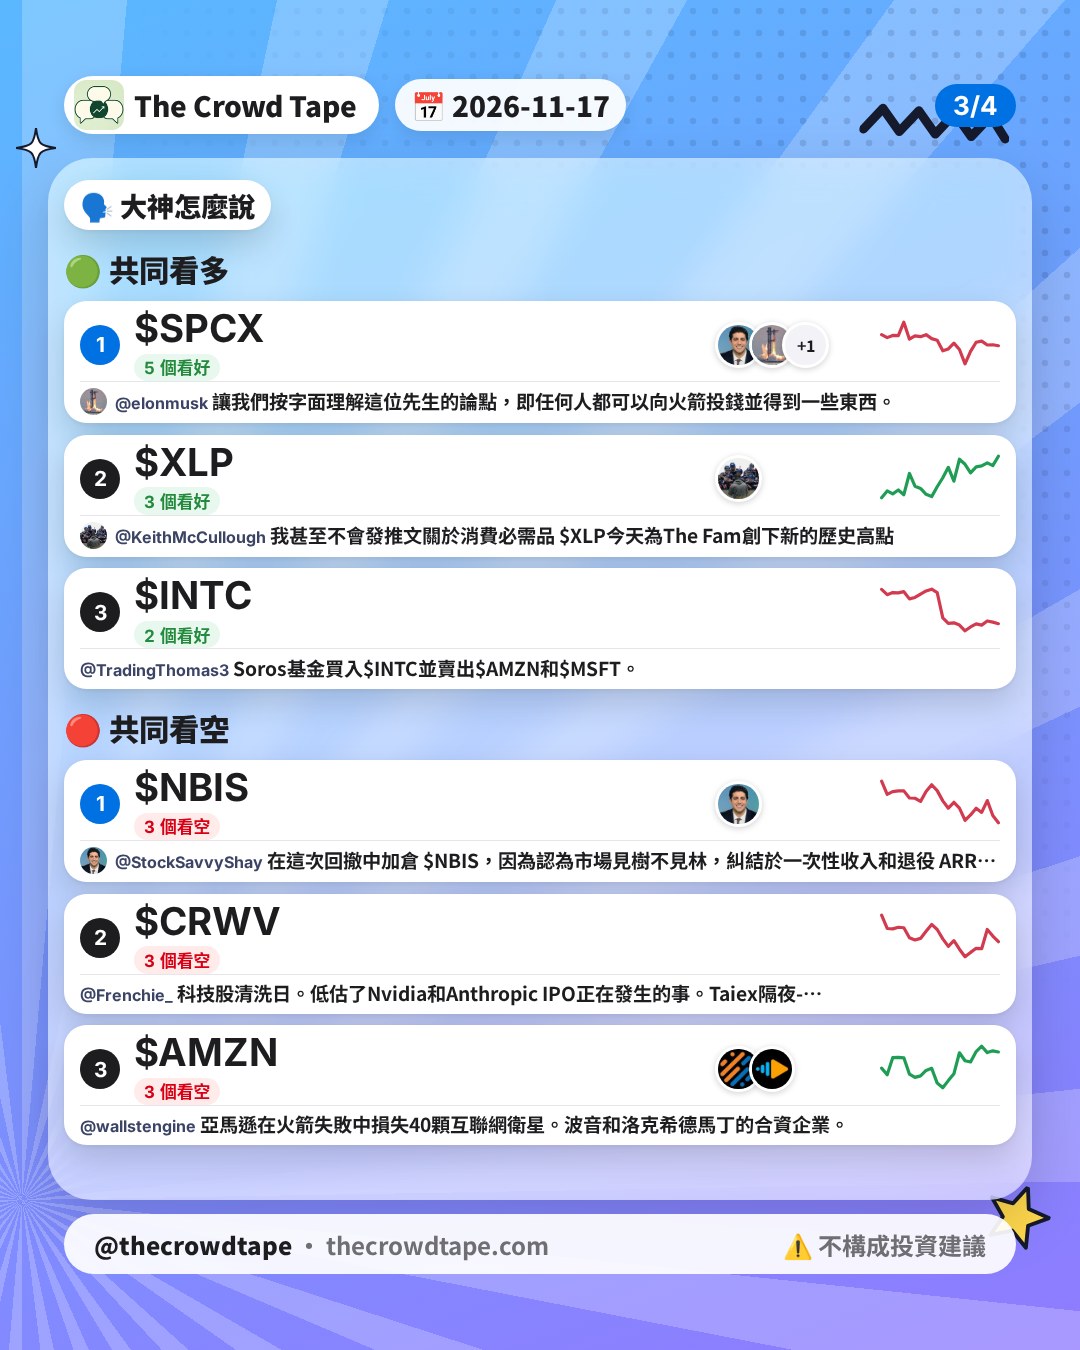 The Crowd Tape
July 2026-11-17
3/4
大神怎麼說
共同看多
1 $SPCX
5 個看好
+1
@elonmusk 讓我們按字面理解這位先生的論點，即任何人都可以向火箭投錢並得到一些東西。
2 $XLP
3 個看好
@KeithMcCullough 我甚至不會發推文關於消費必需品 $XLP今天為The Fam創下新的歷史高點
3 $INTC
2 個看好
@TradingThomas3 Soros基金買入$INTC並賣出$AMZN和$MSFT。
共同看空
1 $NBIS
3 個看空
@StockSavvyShay 在這次回撤中加倉 $NBIS，因為認為市場見樹不見林，糾結於一次性收入和退役 ARR…
2 $CRWV
3 個看空
@Frenchie_ 科技股清洗日。低估了Nvidia和Anthropic IPO正在發生的事。Taiex隔夜-…
3 $AMZN
3 個看空
@wallstengine 亞馬遜在火箭失敗中損失40顆互聯網衛星。波音和洛克希德馬丁的合資企業。
@thecrowdtape • thecrowdtape.com
不構成投資建議